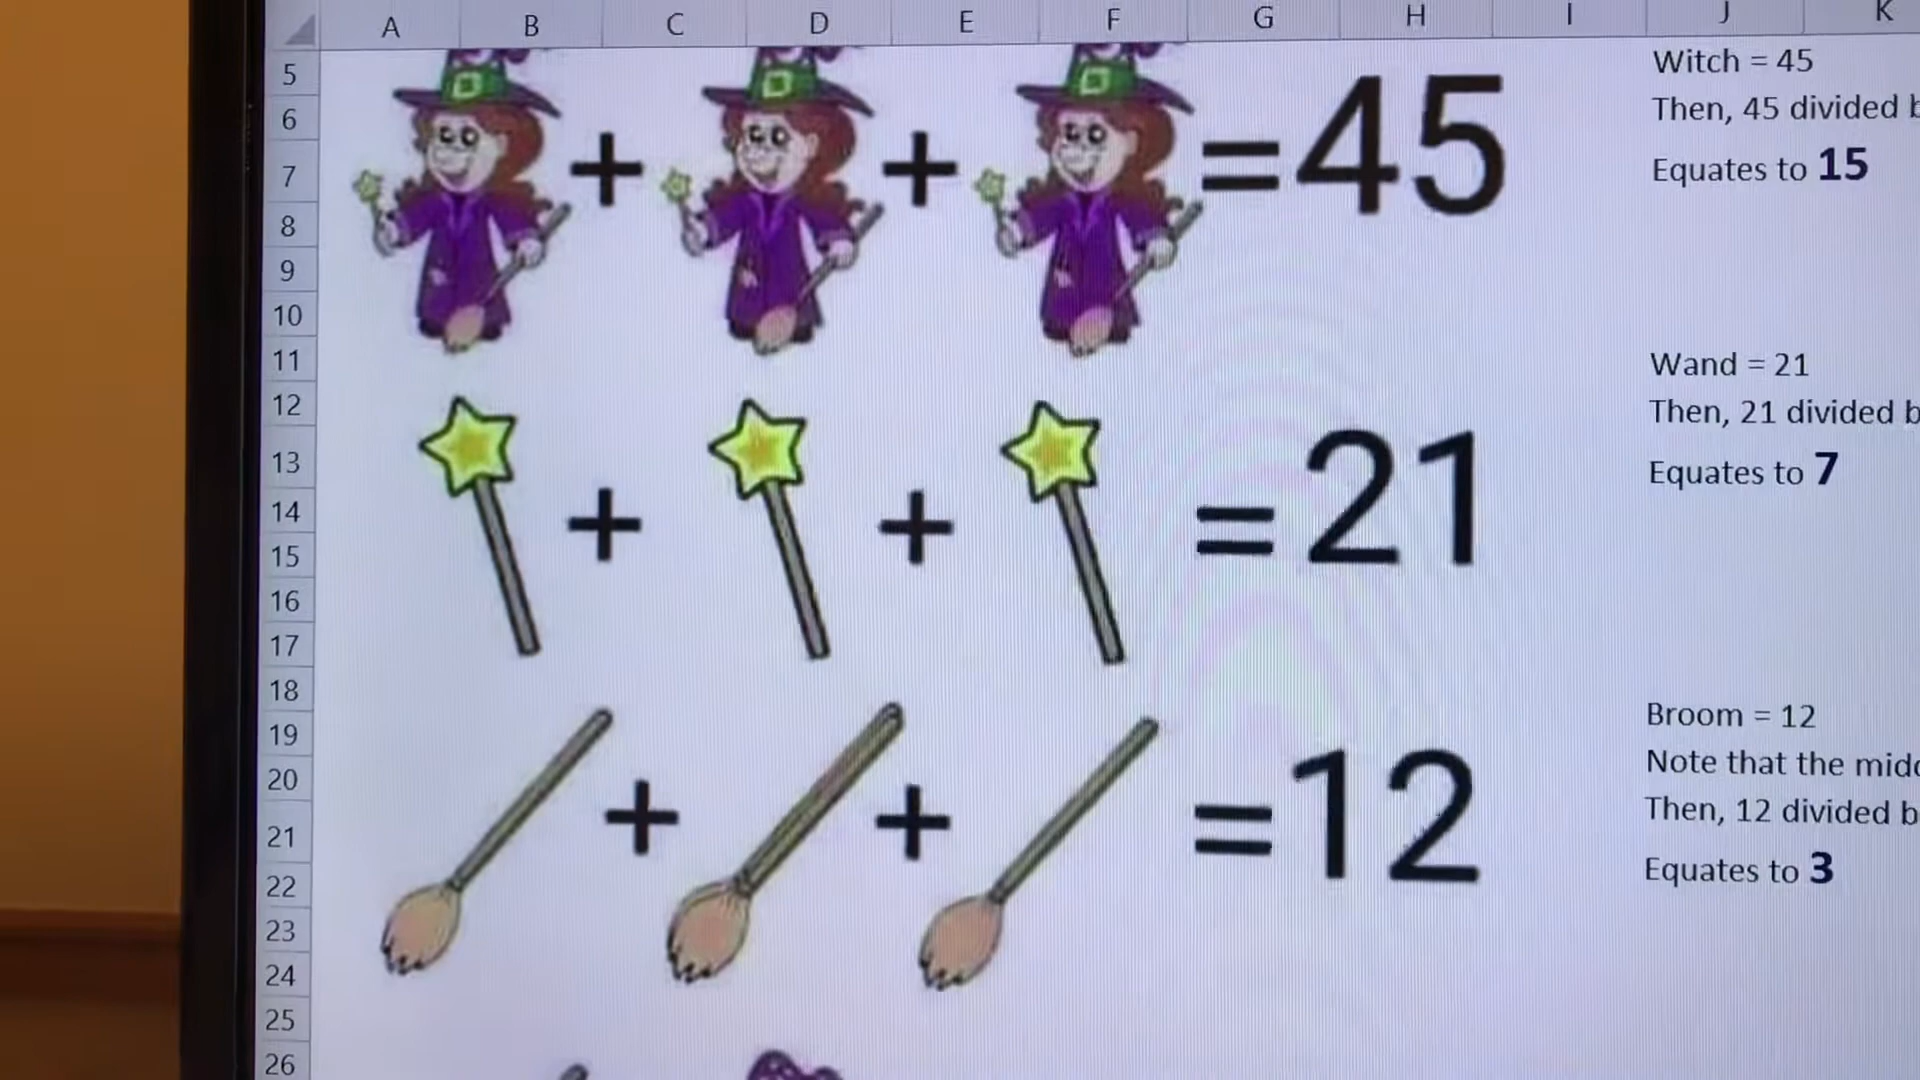 A B C D E F G H I J K
5
6
7
8
9
10
11
12
13
14
15
16
17
18
19
20
21
22
23
24
25
26
+ + =45
+ + =21
+ + =12
Witch = 45
Then, 45 divided
Equates to 15
Wand = 21
Then, 21 divided
Equates to 7
Broom = 12
Note that the
Then, 12 divided
Equates to 3